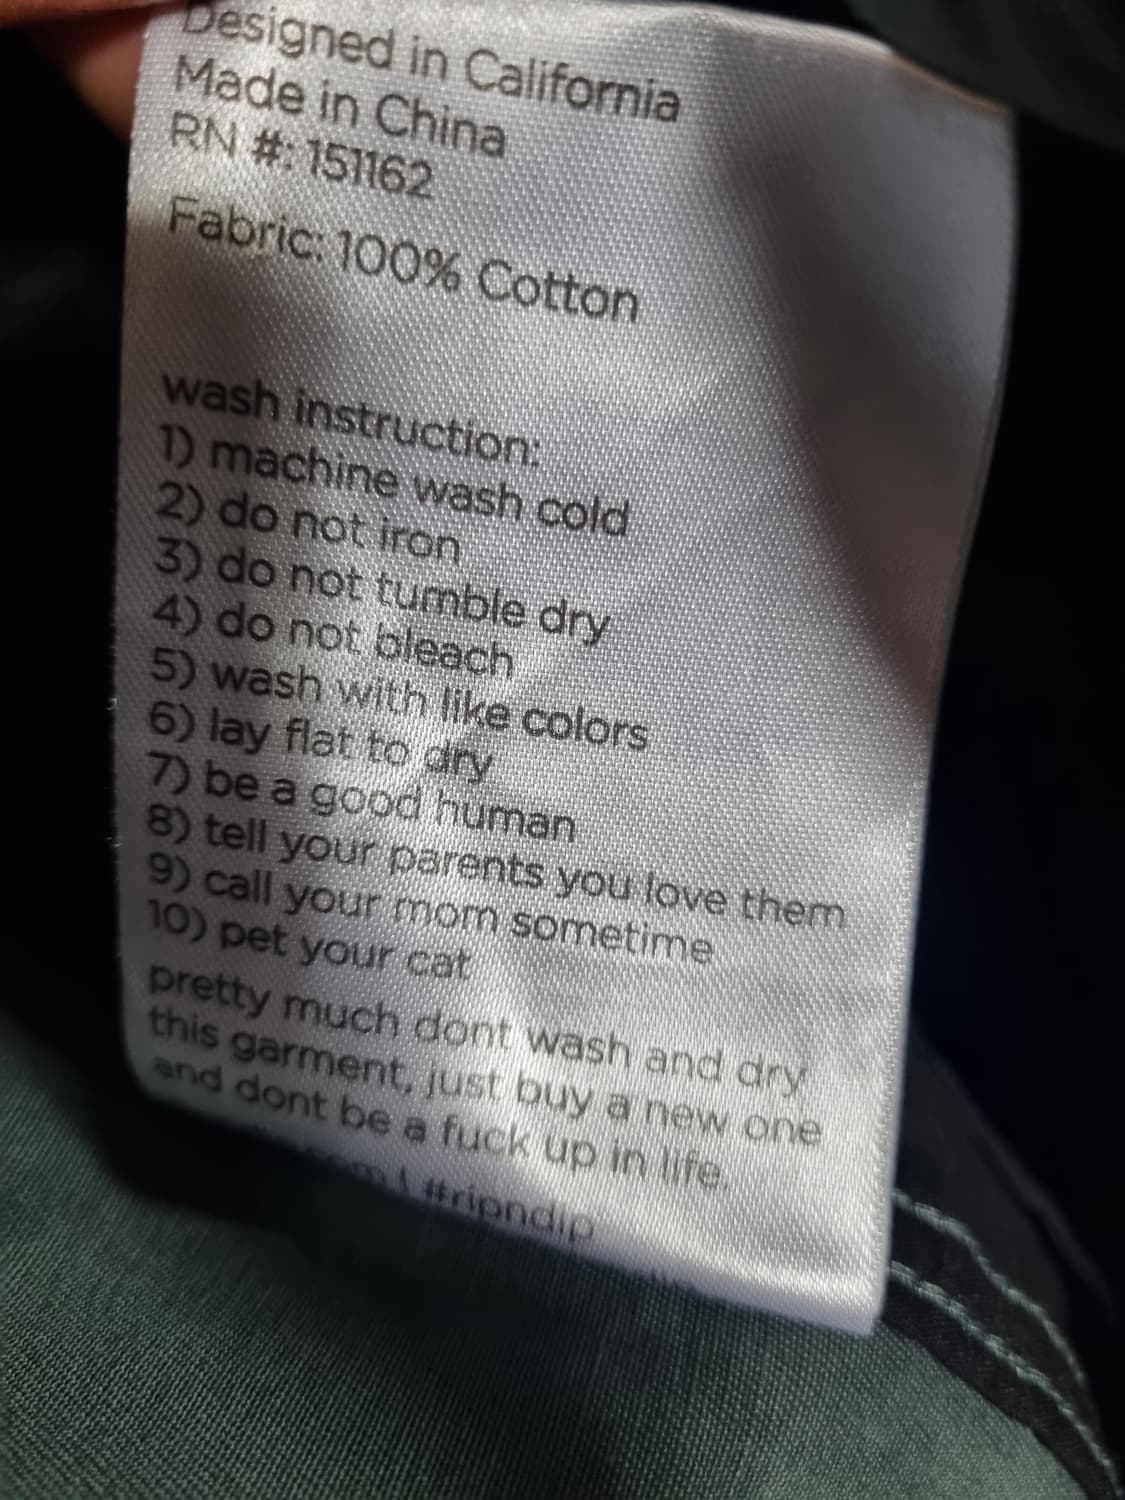 Designed in California
Made in China
RN #: 151162
Fabric: 100% Cotton
wash instruction:
1) machine wash cold
2) do not iron
3) do not tumble dry
4) do not bleach
5) wash with like colors
6) lay flat to dry
7) be a good human
8) tell your parents you love them
9) call your mom sometime
10) pet your cat
pretty much dont wash and dry
this garment, just buy a new one
and dont be a fuck up in life.
#ripndip